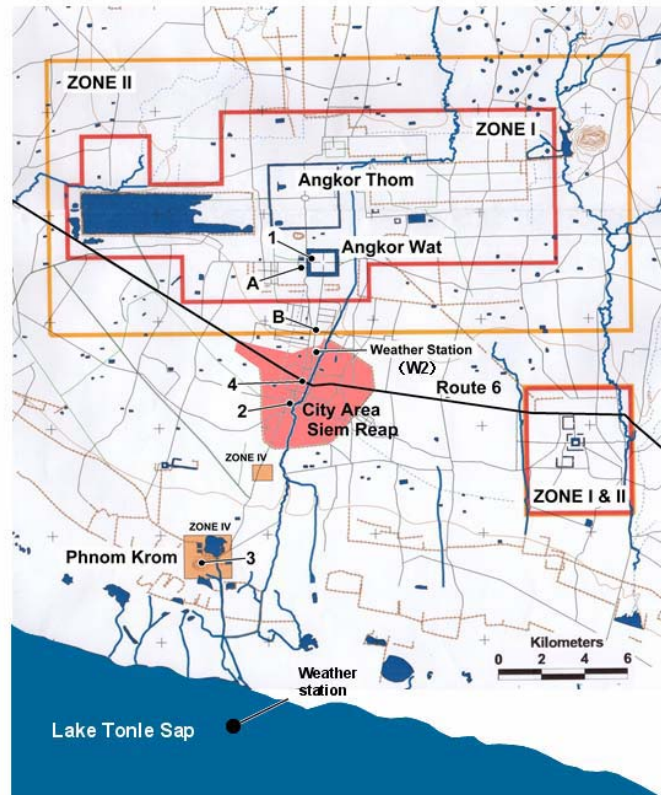 ZONE II
ZONE I
Angkor Thom
1
Angkor Wat
A
B
Weather Station
(W2)
4
Route 6
2
City Area
Siem Reap
ZONE IV
ZONE I & II
ZONE IV
Phnom Krom
3
Kilometers
0 2 4 6
Weather
station
Lake Tonle Sap